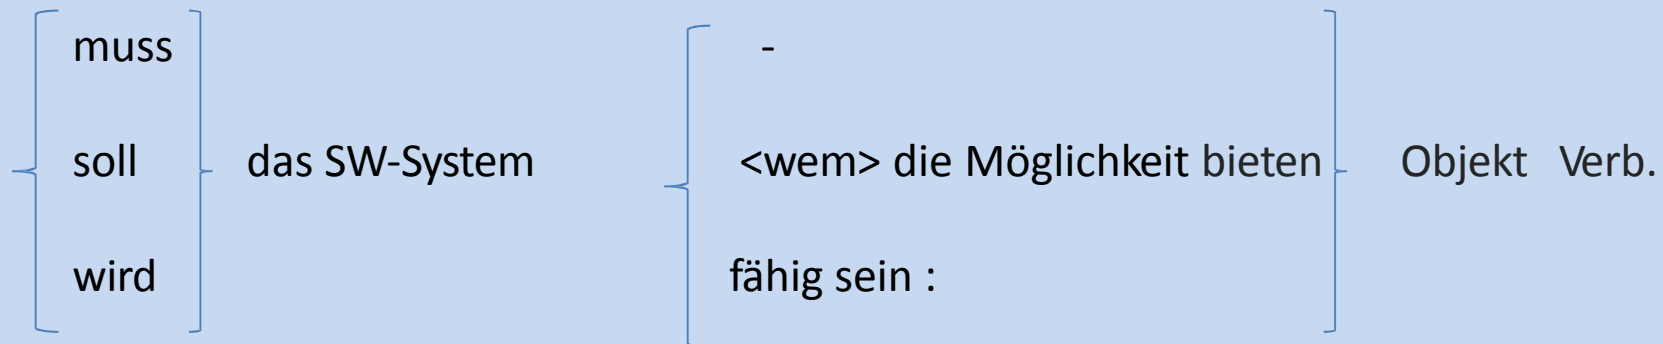 muss -
soll das SW-System <wem> die Möglichkeit bieten Objekt Verb.
wird fähig sein :